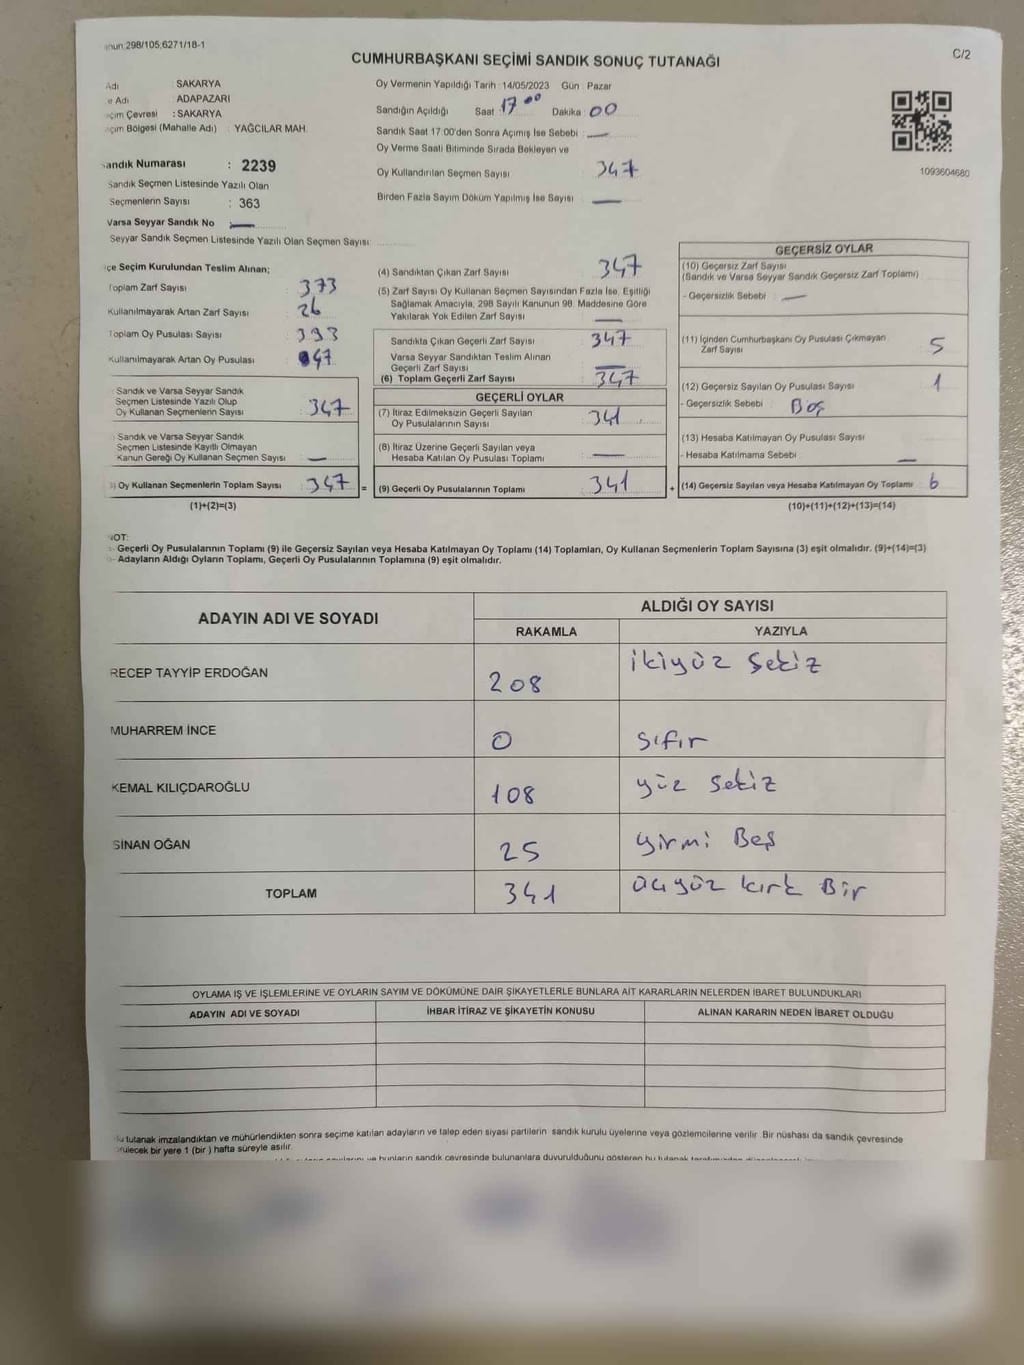 298/105,6271/18-1
CUMHURBAŞKANI SEÇİMİ SANDIK SONUÇ TUTANAĞI
C/2
Adı : SAKARYA
Adı : ADAPAZARI
Çevresi : SAKARYA
Bölgesi (Mahalle Adı) : YAĞCILAR MAH.
Sandık Numarası : 2239
Sandık Seçmen Listesinde Yazılı Olan
Seçmenlerin Sayısı : 363
Varsa Seyyar Sandık No : —
Seyyar Sandık Seçmen Listesinde Yazılı Olan Seçmen Sayısı
Oy Vermenin Yapıldığı Tarih : 14/05/2023 Gün : Pazar
Sandığın Açıldığı Saat : 17 00 Dakika : 00
Sandık Saat 17:00'den Sonra Açımış İse Sebebi : —
Oy Verme Saati Bitiminde Sırada Bekleyen ve
Oy Kullandırılan Seçmen Sayısı 347
Birden Fazla Sayım Döküm Yapılmış İse Sayısı —
1093604680
Seçim Kurulundan Teslim Alınan;
Toplam Zarf Sayısı 373
Kullanılmayarak Artan Zarf Sayısı 26
Toplam Oy Pusulası Sayısı 393
Kullanılmayarak Artan Oy Pusulası 47
Sandık ve Varsa Seyyar Sandık
Seçmen Listesinde Yazılı Olup
Oy Kullanan Seçmenlerin Sayısı 347
Sandık ve Varsa Seyyar Sandık
Seçmen Listesinde Kayıtlı Olmayan
Kanun Gereği Oy Kullanan Seçmen Sayısı —
Oy Kullanan Seçmenlerin Toplam Sayısı 347 =
(1)+(2)=(3)
(4) Sandıktan Çıkan Zarf Sayısı 347
(5) Zarf Sayısı Oy Kullanan Seçmen Sayısından Fazla İse, Eşitliği
Sağlamak Amacıyla, 298 Sayılı Kanunun 98. Maddesine Göre
Yakılarak Yok Edilen Zarf Sayısı —
Sandıkta Çıkan Geçerli Zarf Sayısı 347
Varsa Seyyar Sandıktan Teslim Alınan
Geçerli Zarf Sayısı —
(6) Toplam Geçerli Zarf Sayısı 347
GEÇERLİ OYLAR
(7) İtiraz Edilmeksizin Geçerli Sayılan
Oy Pusulalarının Sayısı 341
(8) İtiraz Üzerine Geçerli Sayılan veya
Hesaba Katılan Oy Pusulası Toplamı —
(9) Geçerli Oy Pusulalarının Toplamı 341 +
GEÇERSİZ OYLAR
(10) Geçersiz Zarf Sayısı
(Sandık ve Varsa Seyyar Sandık Geçersiz Zarf Toplamı)
- Geçersizlik Sebebi : —
(11) İçinden Cumhurbaşkanı Oy Pusulası Çıkmayan
Zarf Sayısı 5
(12) Geçersiz Sayılan Oy Pusulası Sayısı 1
- Geçersizlik Sebebi : Boş
(13) Hesaba Katılmayan Oy Pusulası Sayısı
- Hesaba Katılmama Sebebi : —
(14) Geçersiz Sayılan veya Hesaba Katılmayan Oy Toplamı 6
(10)+(11)+(12)+(13)=(14)
NOT:
- Geçerli Oy Pusulalarının Toplamı (9) ile Geçersiz Sayılan veya Hesaba Katılmayan Oy Toplamı (14) Toplamları, Oy Kullanan Seçmenlerin Toplam Sayısına (3) eşit olmalıdır. (9)+(14)=(3)
- Adayların Aldığı Oyların Toplamı, Geçerli Oy Pusulalarının Toplamına (9) eşit olmalıdır.
ADAYIN ADI VE SOYADI
ALDIĞI OY SAYISI
RAKAMLA YAZIYLA
RECEP TAYYİP ERDOĞAN 208 ikiyüz sekiz
MUHARREM İNCE 0 sıfır
KEMAL KILIÇDAROĞLU 108 yüz sekiz
SİNAN OĞAN 25 yirmi Beş
TOPLAM 341 üçyüz kırk Bir
OYLAMA İŞ VE İŞLEMLERİNE VE OYLARIN SAYIM VE DÖKÜMÜNE DAİR ŞİKAYETLERLE BUNLARA AİT KARARLARIN NELERDEN İBARET BULUNDUKLARI
ADAYIN ADI VE SOYADI İHBAR İTİRAZ VE ŞİKAYETİN KONUSU ALINAN KARARIN NEDEN İBARET OLDUĞU
tutanak imzalandıktan ve mühürlendikten sonra seçime katılan adayların ve talep eden siyasi partilerin sandık kurulu üyelerine veya gözlemcilerine verilir. Bir nüshası da sandık çevresinde
bir yere 1 (bir) hafta süreyle asılır.